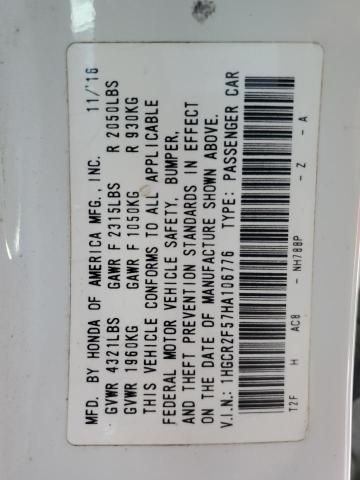 MFD. BY HONDA OF AMERICA MFG., INC. 11/'16
GVWR 4321LBS GAWR F 2315LBS R 2050LBS
GVWR 1960KG GAWR F 1050KG R 930KG
THIS VEHICLE CONFORMS TO ALL APPLICABLE
FEDERAL MOTOR VEHICLE SAFETY, BUMPER,
AND THEFT PREVENTION STANDARDS IN EFFECT
ON THE DATE OF MANUFACTURE SHOWN ABOVE.
V.I.N.: 1HGCR2F57HA106776 TYPE: PASSENGER CAR
T2F H AC8 - NH788P - Z - A